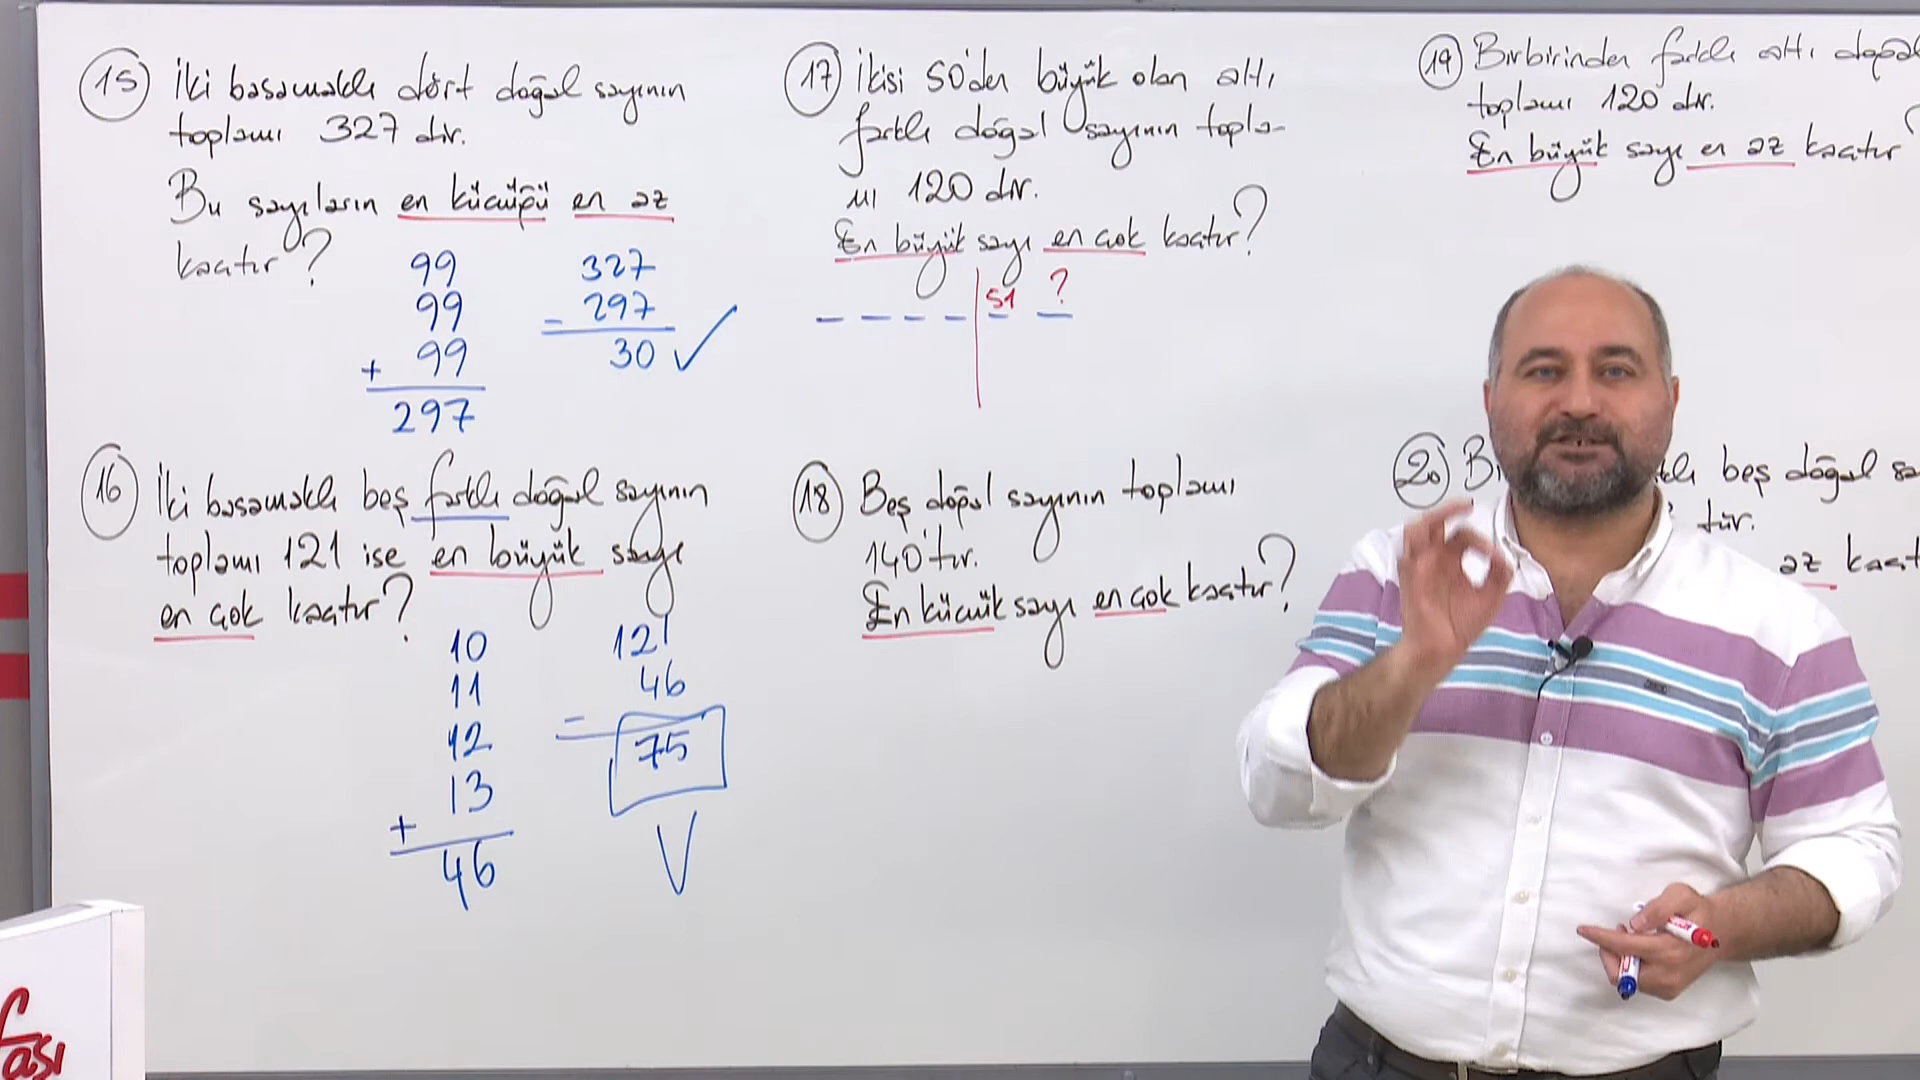 15 İki basamaklı dört doğal sayının
toplamı 327 dir.
Bu sayıların en küçüğü en az
kaçtır?
99
99
+ 99
297
327
- 297
30
16 İki basamaklı beş farklı doğal sayının
toplamı 121 ise en büyük sayı
en çok kaçtır?
10
11
12
13
+
46
121
- 46
75
17 İkisi 50'den büyük olan altı
farklı doğal sayının topla-
mı 120 dir.
En büyük sayı en çok kaçtır?
51 ?
18 Beş doğal sayının toplamı
140'tır.
En küçük sayı en çok kaçtır?
19 Birbirinden farklı altı doğal
toplamı 120 dir.
En büyük sayı en az kaçtır?
20 beş doğal
tür.
az